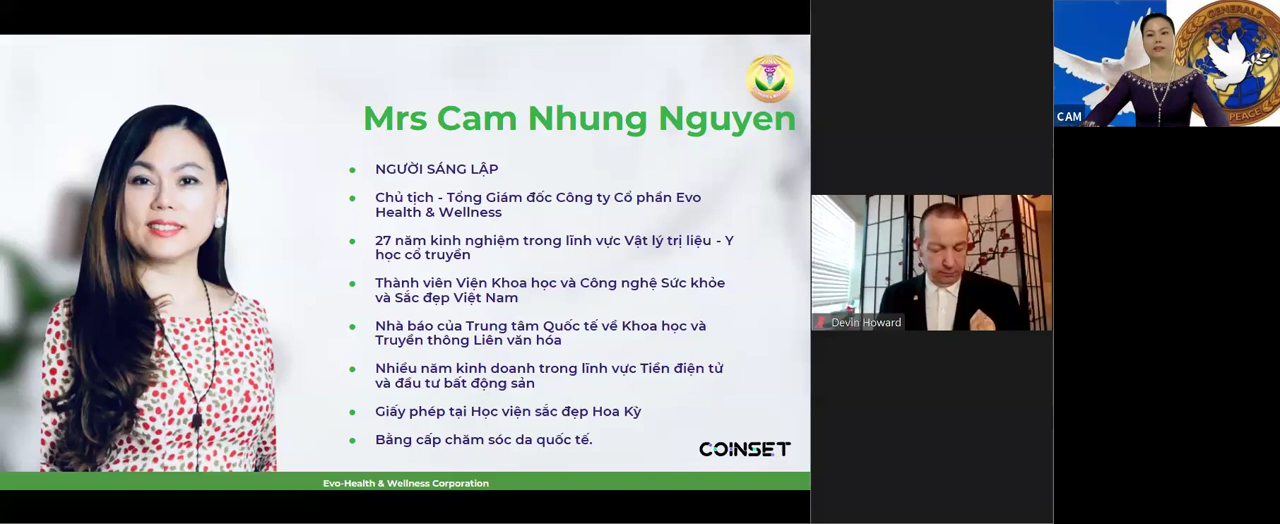 Mrs Cam Nhung Nguyen
NGƯỜI SÁNG LẬP
Chủ tịch - Tổng Giám đốc Công ty Cổ phần Evo
Health & Wellness
27 năm kinh nghiệm trong lĩnh vực Vật lý trị liệu - Y
học cổ truyền
Thành viên Viện Khoa học và Công nghệ Sức khỏe
và Sắc đẹp Việt Nam
Nhà báo của Trung tâm Quốc tế về Khoa học và
Truyền thông Liên văn hóa
Nhiều năm kinh doanh trong lĩnh vực Tiền điện tử
và đầu tư bất động sản
Giấy phép tại Học viện sắc đẹp Hoa Kỳ
Bằng cấp chăm sóc da quốc tế.
COINSET
Evo-Health & Wellness Corporation
Devin Howard
CAM
GENERALS
PEACE